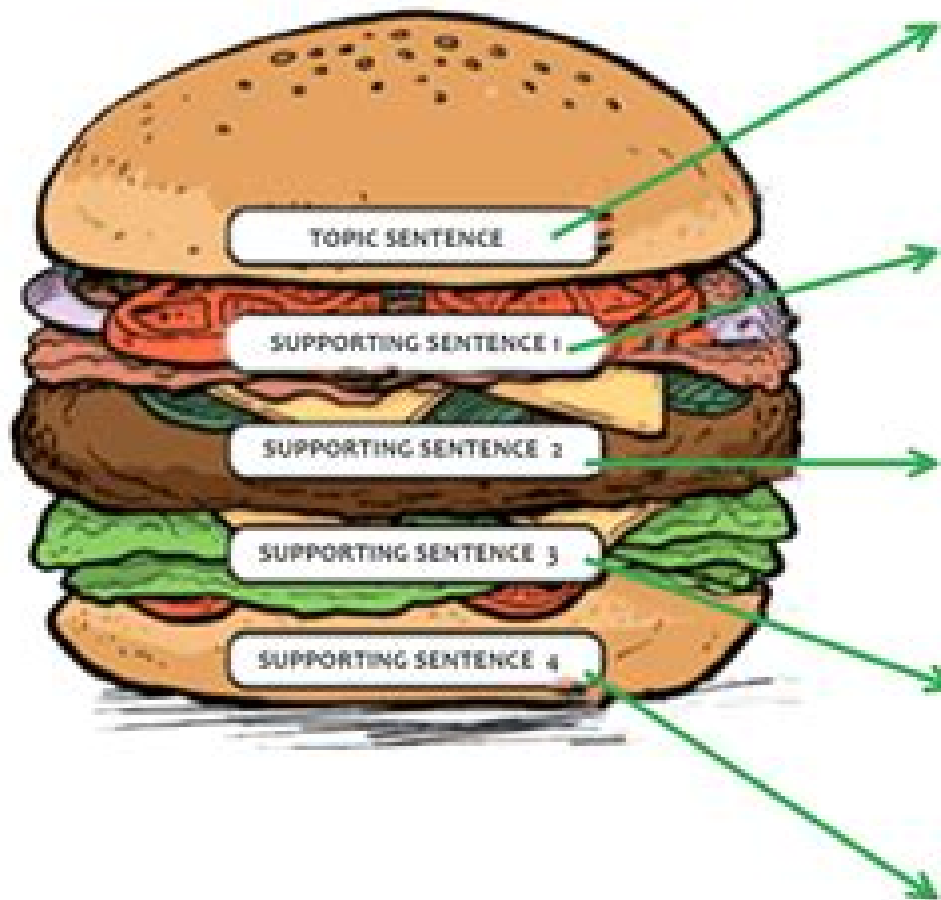 TOPIC SENTENCE
SUPPORTING SENTENCE 1
SUPPORTING SENTENCE 2
SUPPORTING SENTENCE 3
SUPPORTING SENTENCE 4